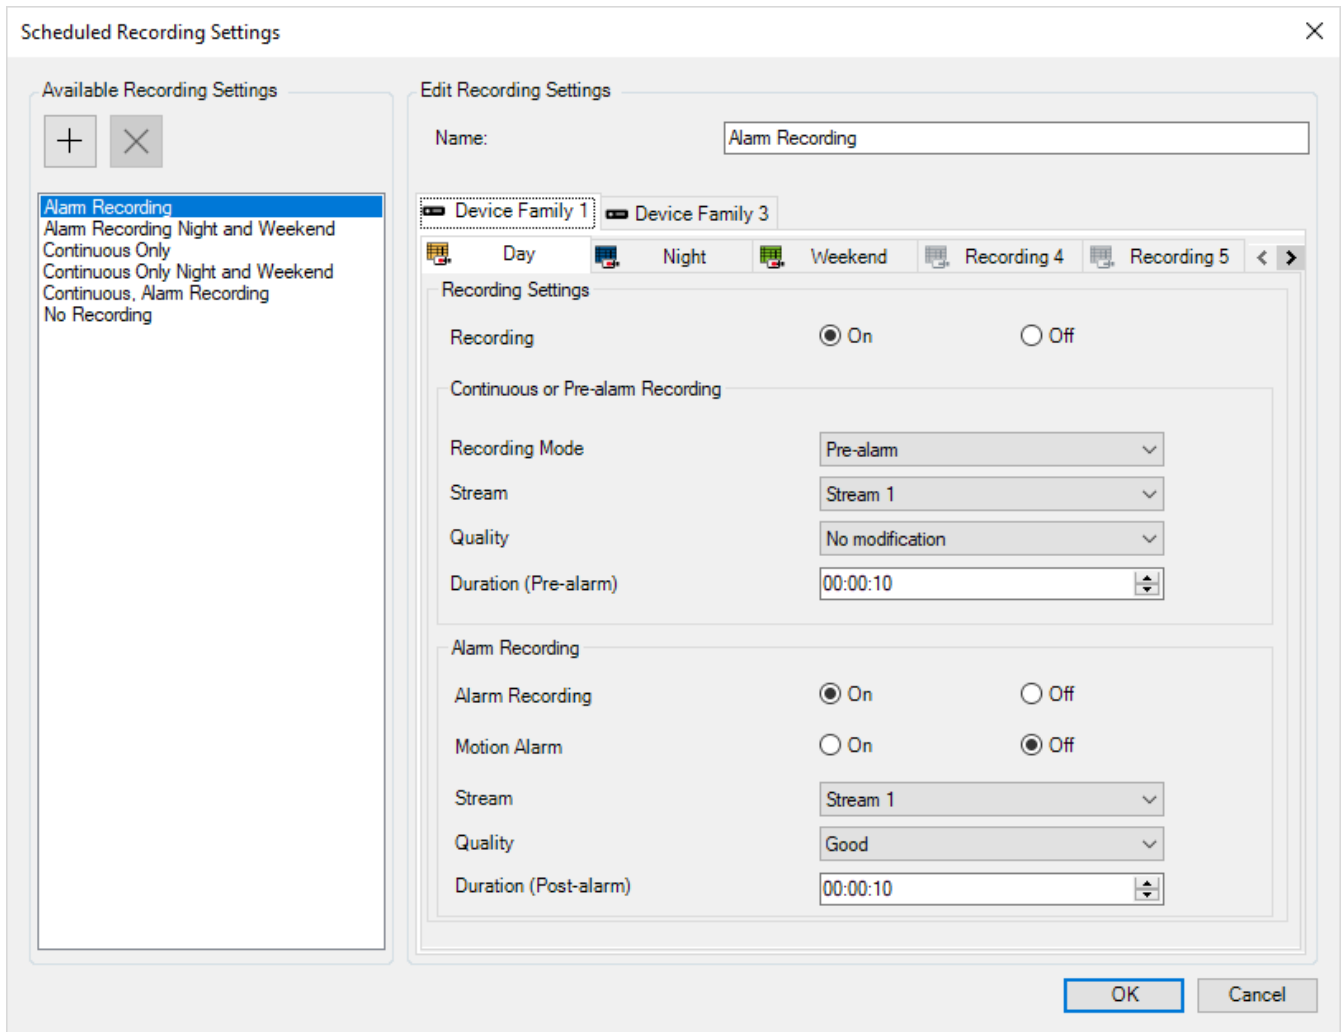 Scheduled Recording Settings
Available Recording Settings
Alarm Recording
Alarm Recording Night and Weekend
Continuous Only
Continuous Only Night and Weekend
Continuous, Alarm Recording
No Recording
Edit Recording Settings
Name: Alarm Recording
Device Family 1 Device Family 3
Day Night Weekend Recording 4 Recording 5
Recording Settings
Recording On Off
Continuous or Pre-alarm Recording
Recording Mode Pre-alarm
Stream Stream 1
Quality No modification
Duration (Pre-alarm) 00:00:10
Alarm Recording
Alarm Recording On Off
Motion Alarm On Off
Stream Stream 1
Quality Good
Duration (Post-alarm) 00:00:10
OK Cancel